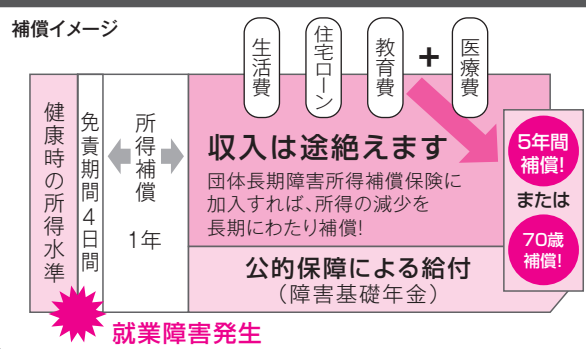 補償イメージ
生活費
住宅ローン
教育費
+
医療費
健康時の所得水準
免責期間4日間
所得補償 1年
収入は途絶えます
団体長期障害所得補償保険に
加入すれば、所得の減少を
長期にわたり補償!
公的保障による給付
(障害基礎年金)
5年間
補償!
または
70歳
補償!
就業障害発生